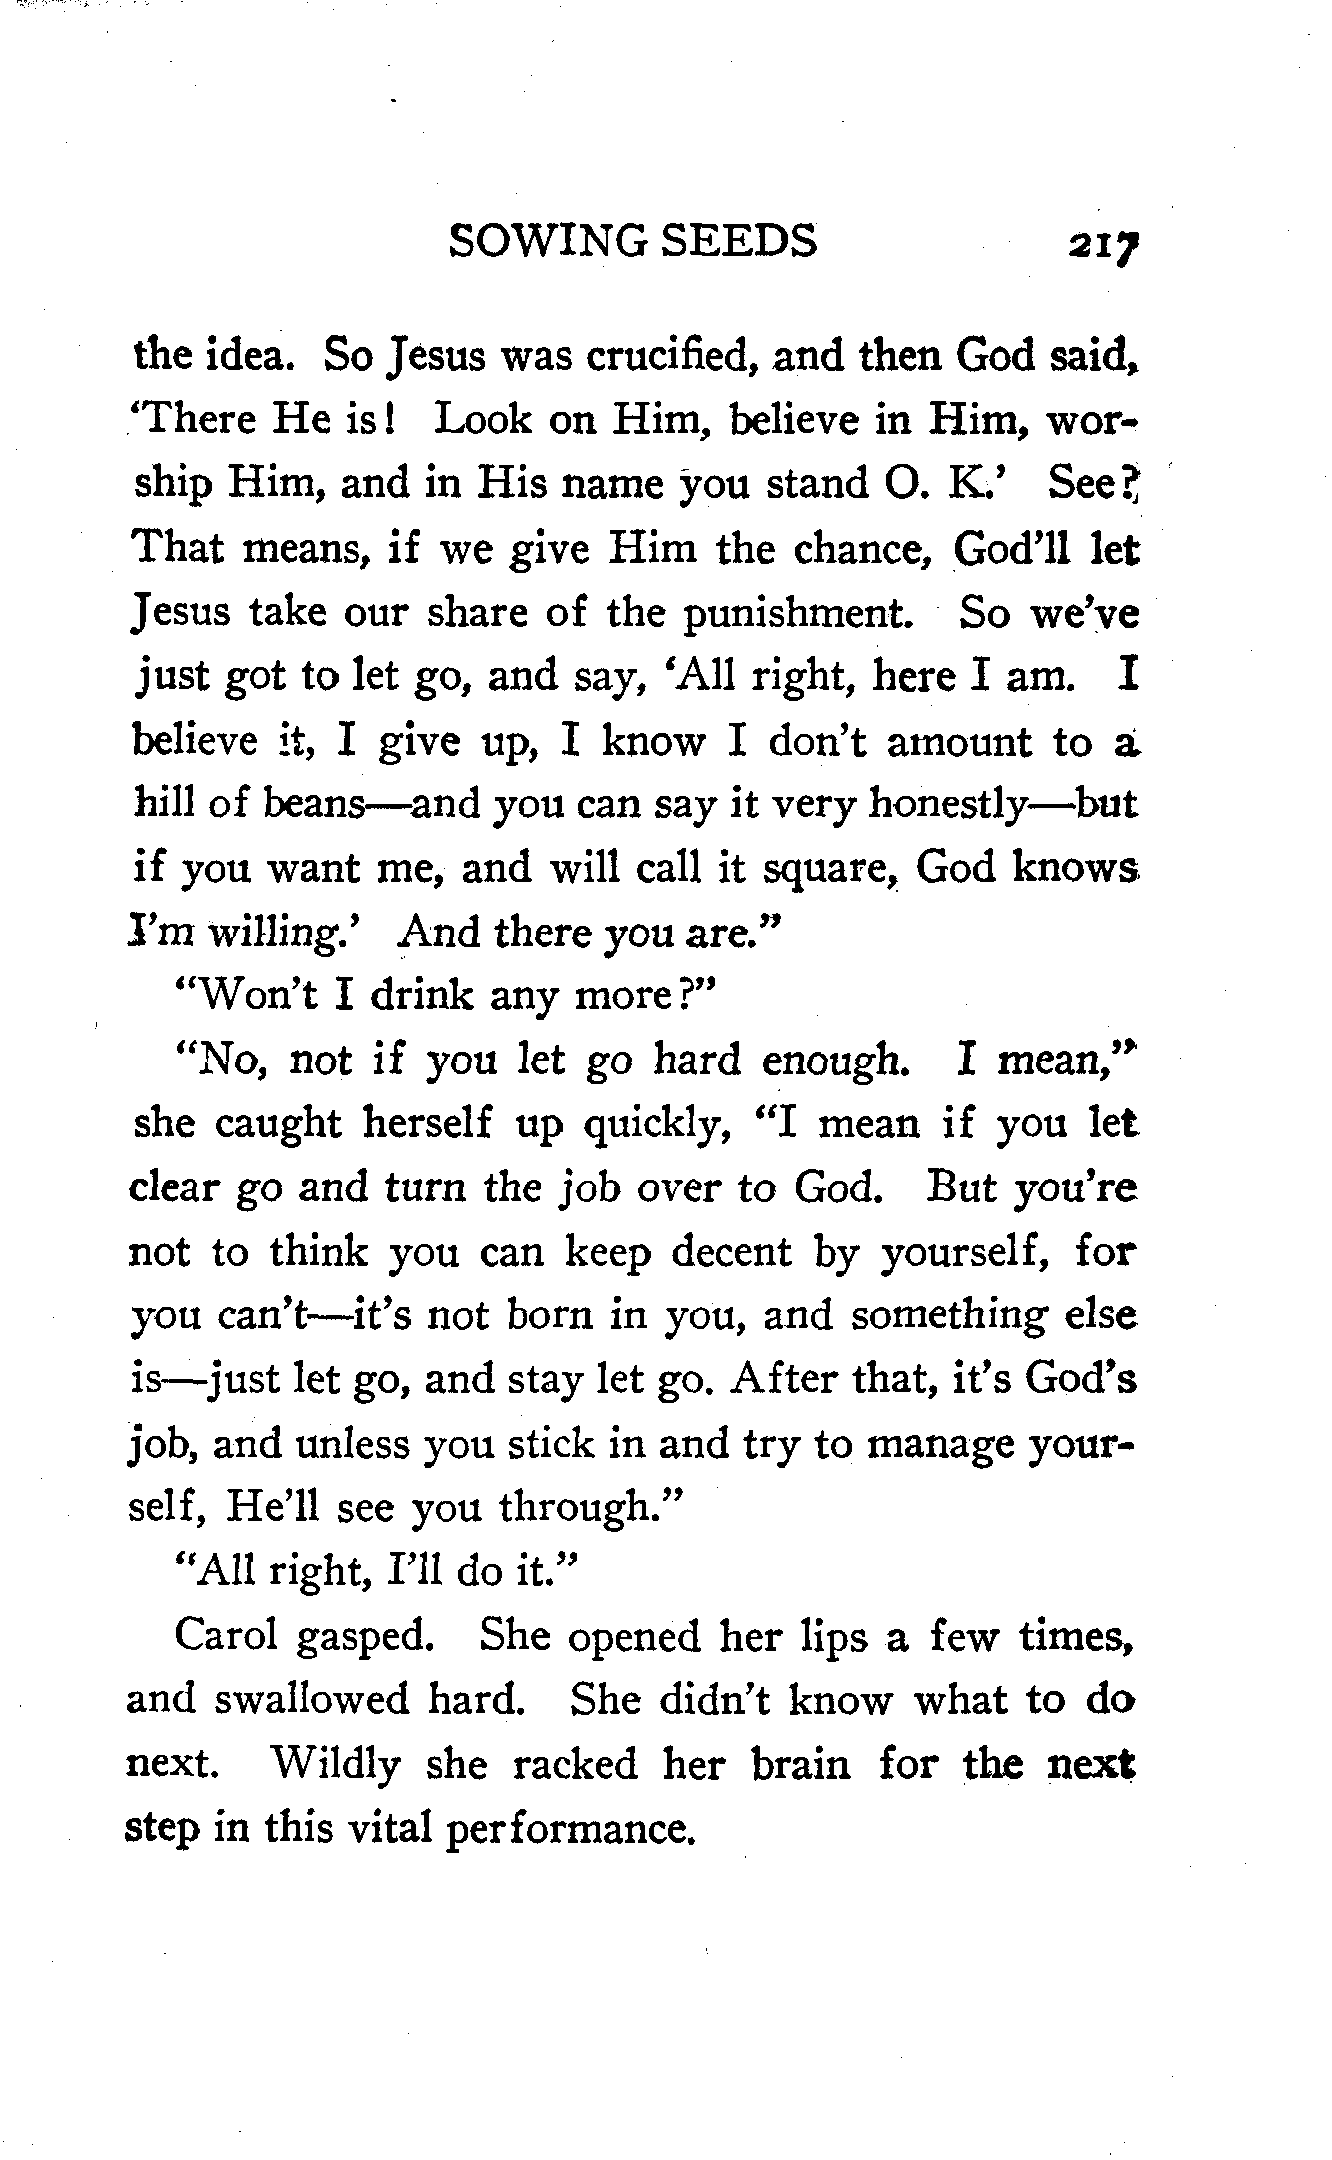 SOWING SEEDS 217
the idea. So Jesus was crucified, and then God said,
‘There He is! Look on Him, believe in Him, wor-
ship Him, and in His name you stand O. K.’ See?
That means, if we give Him the chance, God’ll let
Jesus take our share of the punishment. So we’ve
just got to let go, and say, ‘All right, here I am. I
believe it, I give up, I know I don’t amount to a
hill of beans—and you can say it very honestly—but
if you want me, and will call it square, God knows
I’m willing.’ And there you are.”
“Won’t I drink any more?”
“No, not if you let go hard enough. I mean,”
she caught herself up quickly, “I mean if you let
clear go and turn the job over to God. But you’re
not to think you can keep decent by yourself, for
you can’t—it’s not born in you, and something else
is—just let go, and stay let go. After that, it’s God’s
job, and unless you stick in and try to manage your-
self, He’ll see you through.”
“All right, I’ll do it.”
Carol gasped. She opened her lips a few times,
and swallowed hard. She didn’t know what to do
next. Wildly she racked her brain for the next
step in this vital performance.